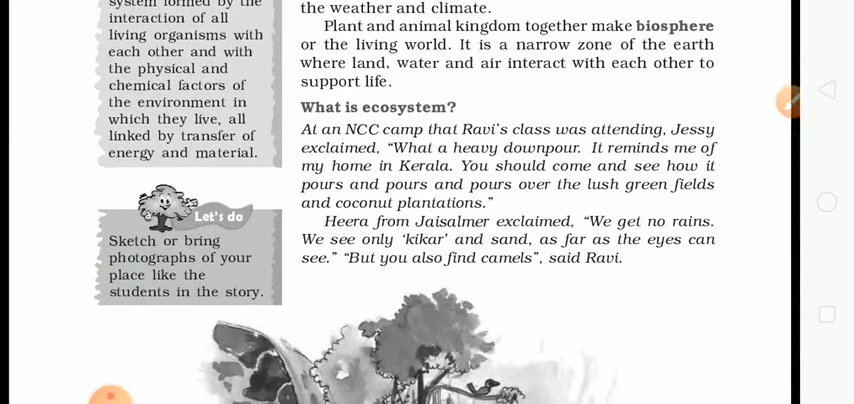 system formed by the
interaction of all
living organisms with
each other and with
the physical and
chemical factors of
the environment in
which they live, all
linked by transfer of
energy and material.
Let's do
Sketch or bring
photographs of your
place like the
students in the story.
the weather and climate.
Plant and animal kingdom together make biosphere
or the living world. It is a narrow zone of the earth
where land, water and air interact with each other to
support life.
What is ecosystem?
At an NCC camp that Ravi's class was attending, Jessy
exclaimed, “What a heavy downpour. It reminds me of
my home in Kerala. You should come and see how it
pours and pours and pours over the lush green fields
and coconut plantations.”
Heera from Jaisalmer exclaimed, “We get no rains.
We see only ‘kikar’ and sand, as far as the eyes can
see.” “But you also find camels”, said Ravi.